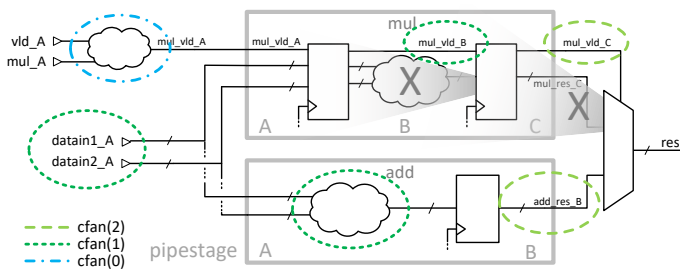 mul
vld_A
mul_A
mul_vld_A
mul_vld_A
mul_vld_B
mul_vld_C
X
mul_res_C
X
A
B
C
datain1_A
datain2_A
res
add
add_res_B
cfan(2)
cfan(1)
cfan(0)
pipestage
A
B